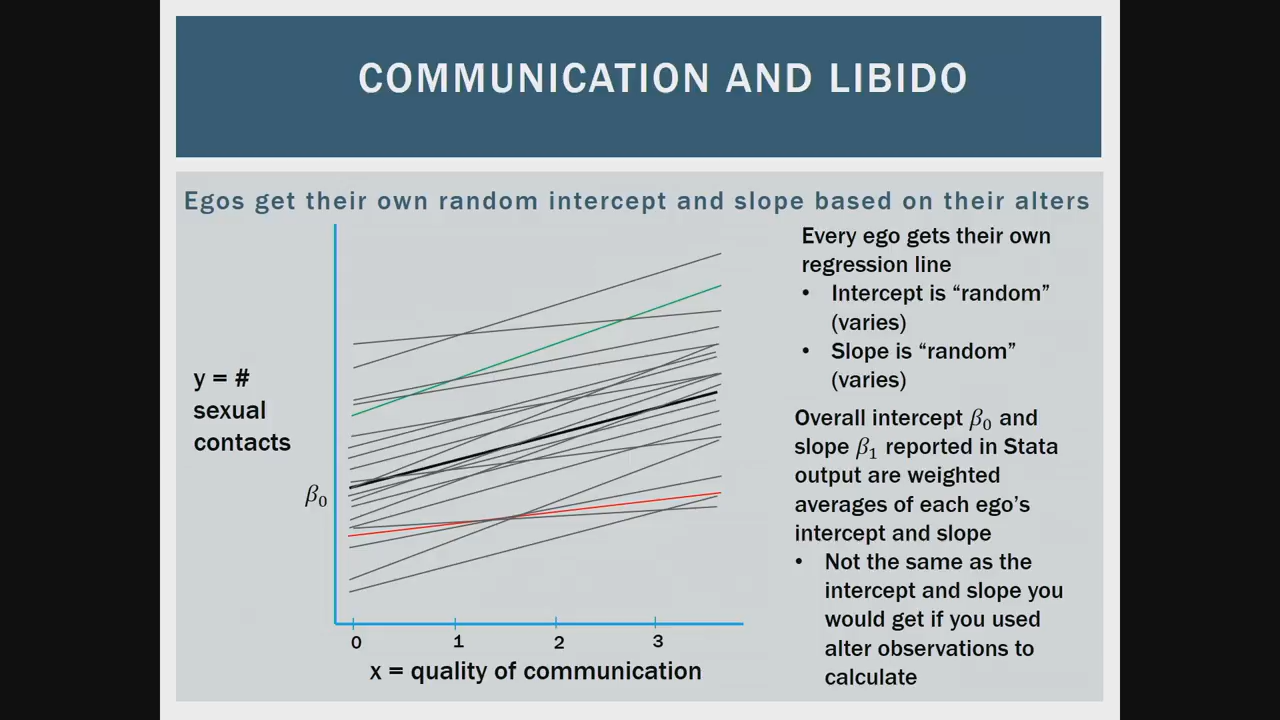 COMMUNICATION AND LIBIDO
Egos get their own random intercept and slope based on their alters
y = #
sexual
contacts
β0
0 1 2 3
x = quality of communication
Every ego gets their own
regression line
• Intercept is “random”
(varies)
• Slope is “random”
(varies)
Overall intercept β0 and
slope β1 reported in Stata
output are weighted
averages of each ego’s
intercept and slope
• Not the same as the
intercept and slope you
would get if you used
alter observations to
calculate